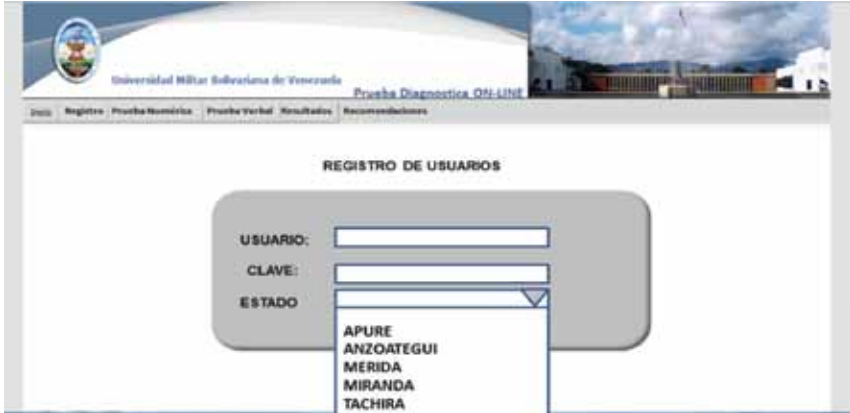 Universidad Militar Bolivariana de Venezuela
Prueba Diagnostica ON-LINE
Inicio Registro Prueba Numérica Prueba Verbal Resultados Recomendaciones
REGISTRO DE USUARIOS
USUARIO:
CLAVE:
ESTADO
APURE
ANZOATEGUI
MERIDA
MIRANDA
TACHIRA